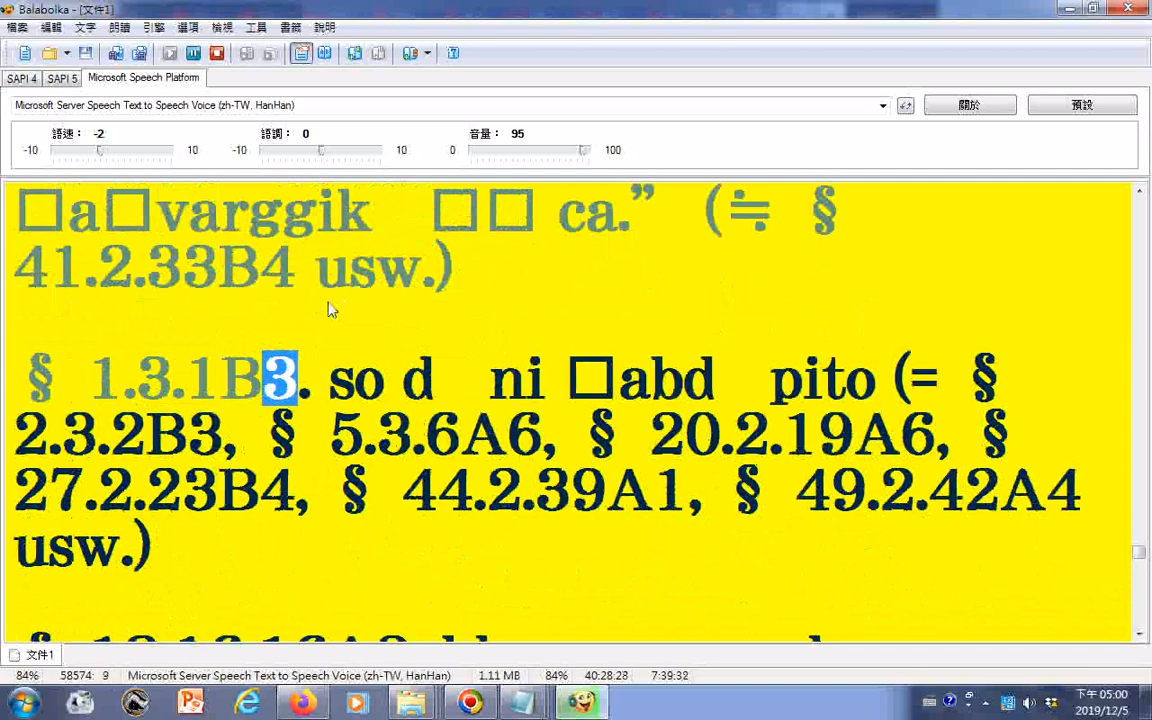 Balabolka - [文件1]
檔案 編輯 文字 朗讀 引擎 選項 檢視 工具 書籤 說明
SAPI 4 SAPI 5 Microsoft Speech Platform
Microsoft Server Speech Text to Speech Voice (zh-TW, HanHan)
關於 預設
語速： -2 語調： 0 音量： 95
-10 10 -10 10 0 100
□a□varggik □□ ca.” (≒ §
41.2.33B4 usw.)
§ 1.3.1B3. so d ni □abd pito (= §
2.3.2B3, § 5.3.6A6, § 20.2.19A6, §
27.2.23B4, § 44.2.39A1, § 49.2.42A4
usw.)
文件1
84% 58574: 9 Microsoft Server Speech Text to Speech Voice (zh-TW, HanHan) 1.11 MB 84% 40:28:28 7:39:32
下午 05:00
2019/12/5